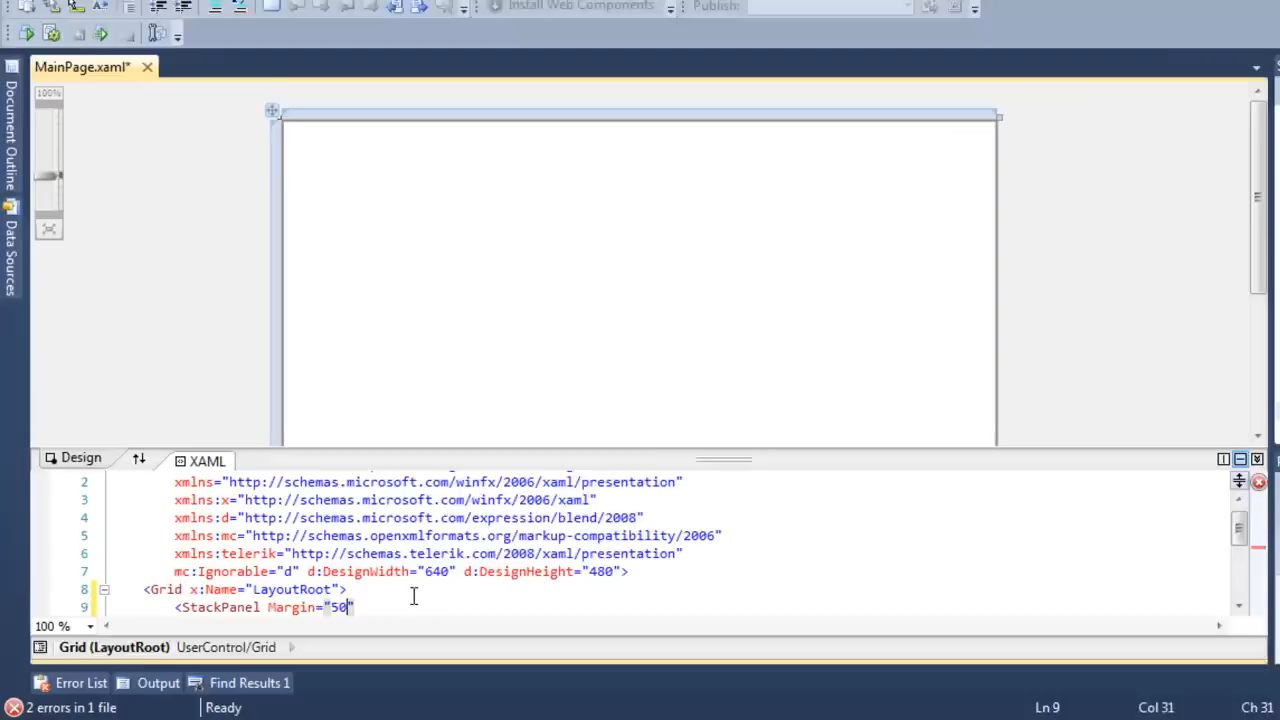 Install Web Components
Publish:
MainPage.xaml*
100%
Document Outline
Data Sources
Design
XAML
2 xmlns="http://schemas.microsoft.com/winfx/2006/xaml/presentation"
3 xmlns:x="http://schemas.microsoft.com/winfx/2006/xaml"
4 xmlns:d="http://schemas.microsoft.com/expression/blend/2008"
5 xmlns:mc="http://schemas.openxmlformats.org/markup-compatibility/2006"
6 xmlns:telerik="http://schemas.telerik.com/2008/xaml/presentation"
7 mc:Ignorable="d" d:DesignWidth="640" d:DesignHeight="480">
8 <Grid x:Name="LayoutRoot">
9 <StackPanel Margin="50"
100 %
Grid (LayoutRoot) UserControl/Grid
Error List Output Find Results 1
2 errors in 1 file Ready Ln 9 Col 31 Ch 31